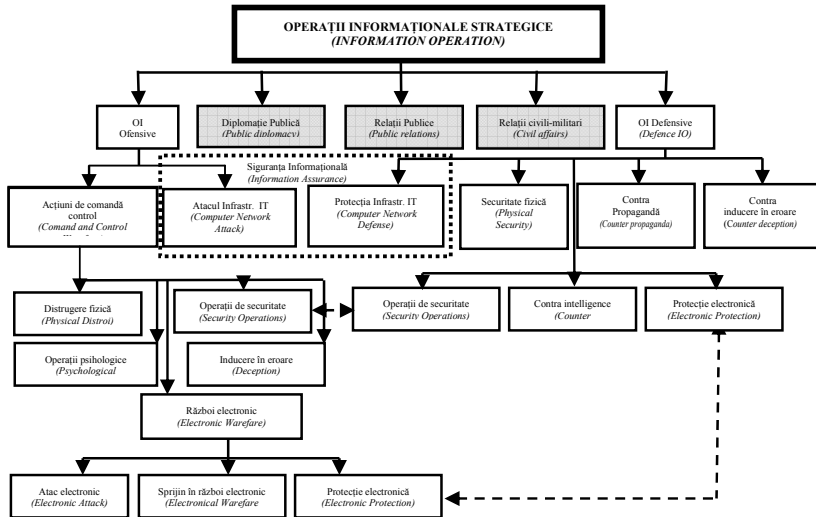 OPERAȚII INFORMAȚIONALE STRATEGICE
(INFORMATION OPERATION)
OI
Ofensive
Diplomație Publică
(Public diplomacy)
Relații Publice
(Public relations)
Relații civili-militari
(Civil affairs)
OI Defensive
(Defence IO)
Siguranța Informațională
(Information Assurance)
Acțiuni de comandă
control
(Comand and Control
Atacul Infrastr. IT
(Computer Network
Attack)
Protecția Infrastr. IT
(Computer Network
Defense)
Securitate fizică
(Physical
Security)
Contra
Propagandă
(Counter propaganda)
Contra
inducere în eroare
(Counter deception)
Distrugere fizică
(Physical Distroi)
Operații de securitate
(Security Operations)
Operații de securitate
(Security Operations)
Contra intelligence
(Counter
Protecție electronică
(Electronic Protection)
Operații psihologice
(Psychological
Inducere în eroare
(Deception)
Război electronic
(Electronic Warefare)
Atac electronic
(Electronic Attack)
Sprijin în război electronic
(Electronical Warefare
Protecție electronică
(Electronic Protection)